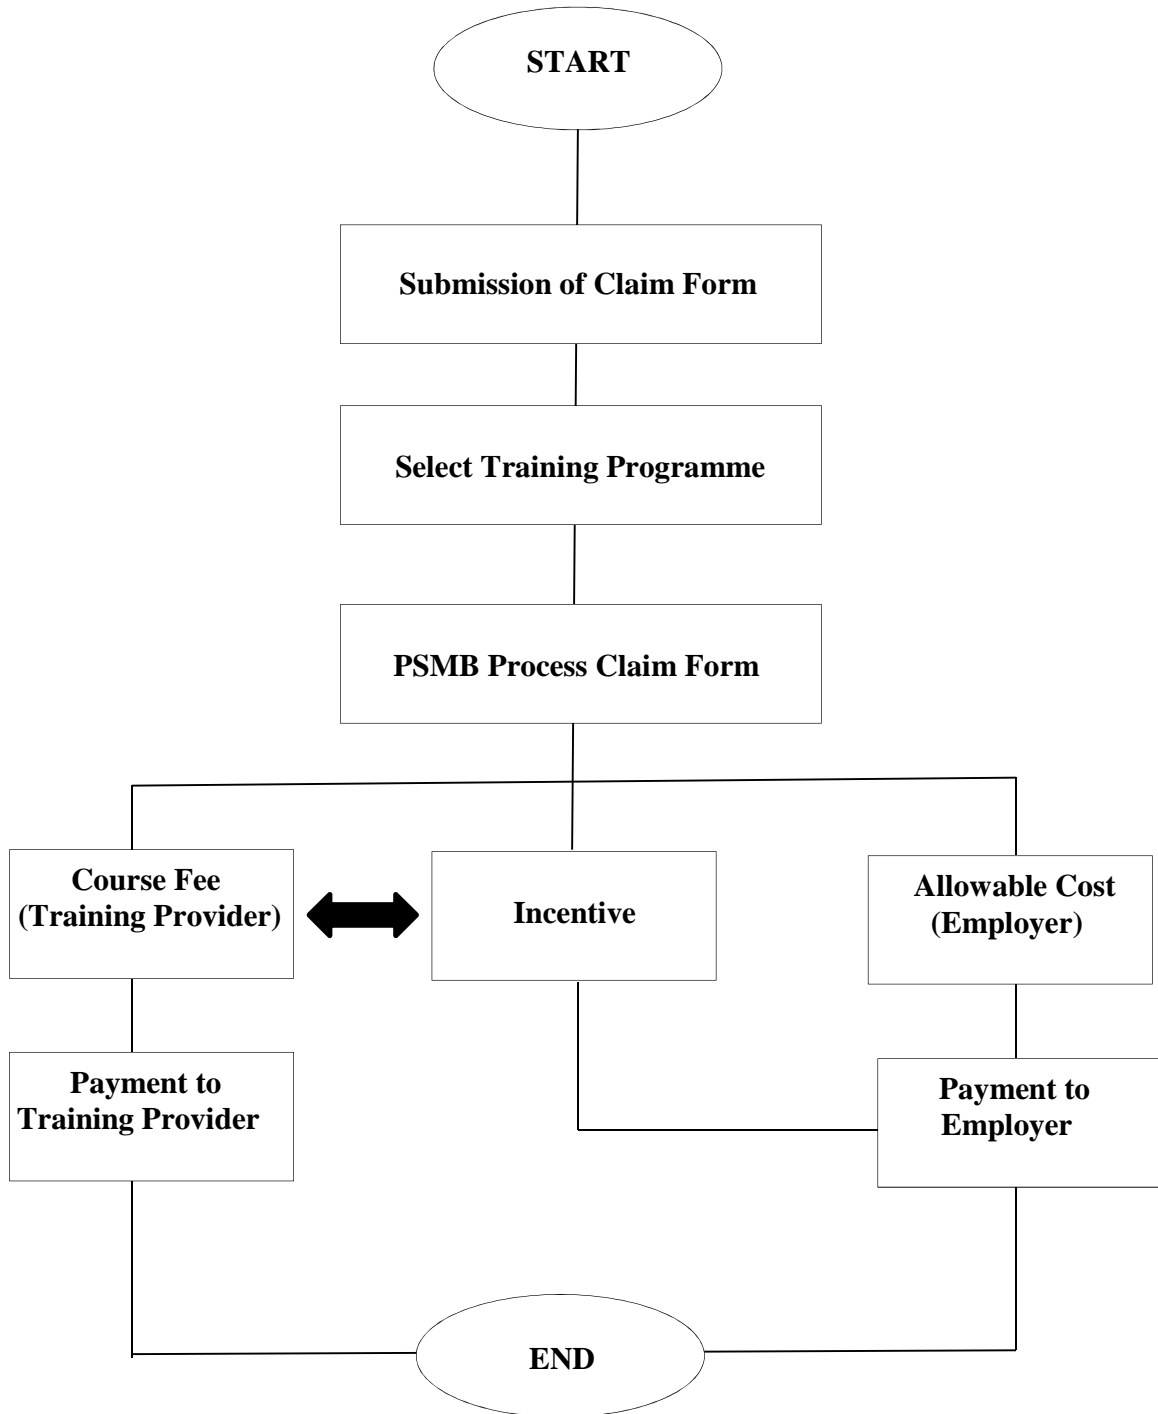 START
Submission of Claim Form
Select Training Programme
PSMB Process Claim Form
Course Fee
(Training Provider)
Incentive
Allowable Cost
(Employer)
Payment to
Training Provider
Payment to
Employer
END